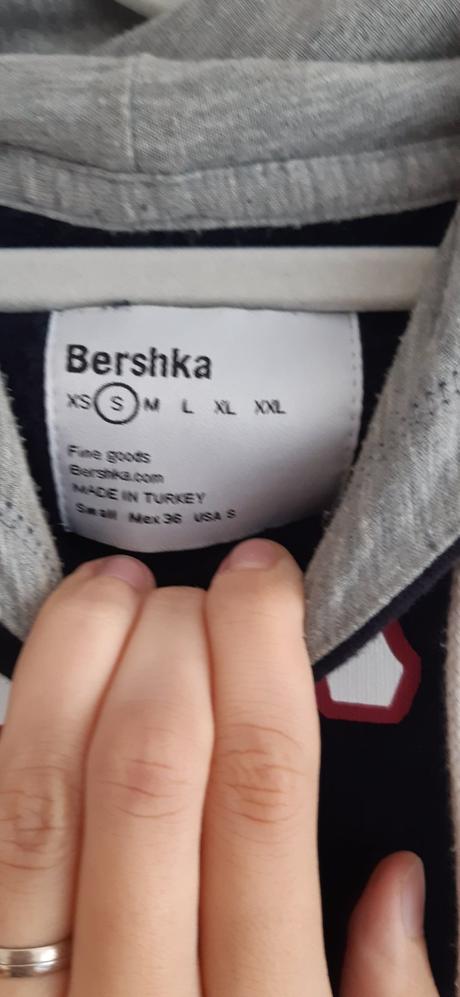 Bershka
XS S M L XL XXL
Fine goods
Bershka.com
MADE IN TURKEY
Small Mex 36 USA S